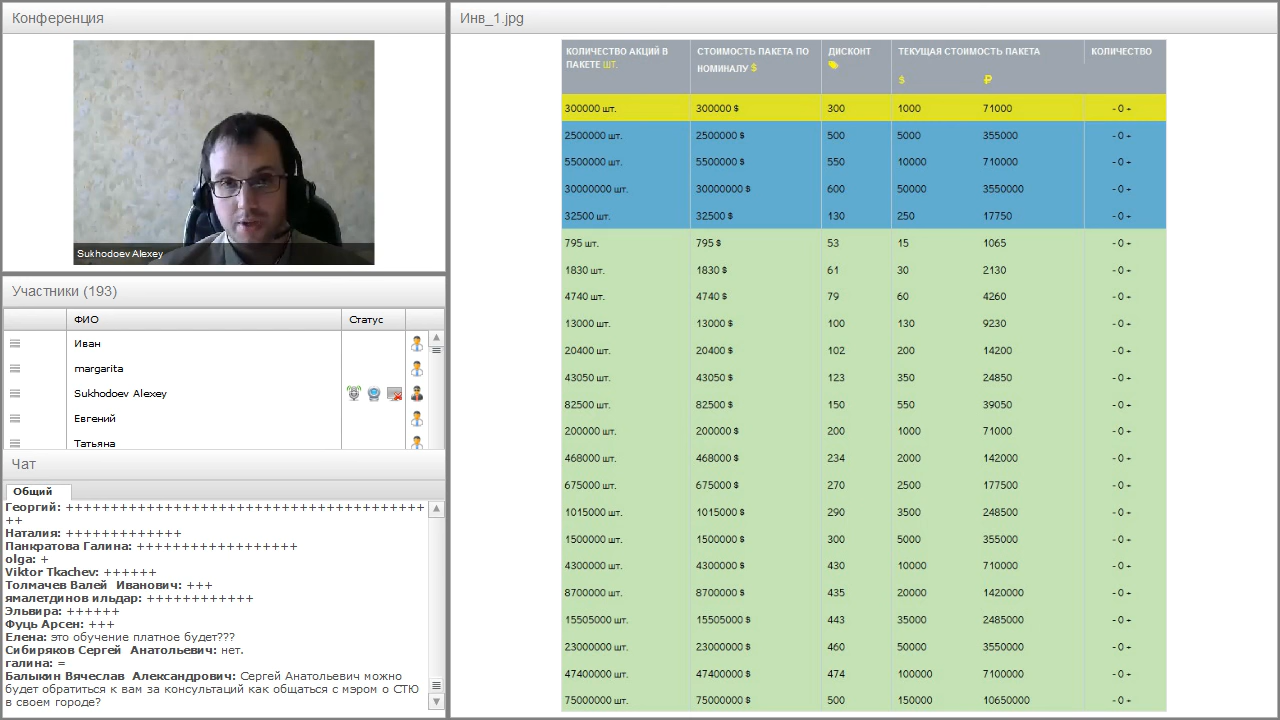 Конференция
Sukhodoev Alexey
Участники (193)
ФИО Статус
Иван
margarita
Sukhodoev Alexey
Евгений
Татьяна
Чат
Общий
Георгий: ++++++++++++++++++++++++++++++++++++++++
++
Наталия: +++++++++++++
Панкратова Галина: ++++++++++++++++++
olga: +
Viktor Tkachev: ++++++
Толмачев Валей Иванович: +++
ямалетдинов ильдар: ++++++++++++
Эльвира: ++++++
Фуць Арсен: +++
Елена: это обучение платное будет???
Сибиряков Сергей Анатольевич: нет.
галина: =
Балыкин Вячеслав Александрович: Сергей Анатольевич можно
будет обратиться к вам за консультаций как общаться с мэром о СТЮ
в своем городе?
Инв_1.jpg
КОЛИЧЕСТВО АКЦИЙ В ПАКЕТЕ ШТ. СТОИМОСТЬ ПАКЕТА ПО НОМИНАЛУ $ ДИСКОНТ ТЕКУЩАЯ СТОИМОСТЬ ПАКЕТА КОЛИЧЕСТВО
$ ₽
300000 шт. 300000 $ 300 1000 71000 - 0 +
2500000 шт. 2500000 $ 500 5000 355000 - 0 +
5500000 шт. 5500000 $ 550 10000 710000 - 0 +
30000000 шт. 30000000 $ 600 50000 3550000 - 0 +
32500 шт. 32500 $ 130 250 17750 - 0 +
795 шт. 795 $ 53 15 1065 - 0 +
1830 шт. 1830 $ 61 30 2130 - 0 +
4740 шт. 4740 $ 79 60 4260 - 0 +
13000 шт. 13000 $ 100 130 9230 - 0 +
20400 шт. 20400 $ 102 200 14200 - 0 +
43050 шт. 43050 $ 123 350 24850 - 0 +
82500 шт. 82500 $ 150 550 39050 - 0 +
200000 шт. 200000 $ 200 1000 71000 - 0 +
468000 шт. 468000 $ 234 2000 142000 - 0 +
675000 шт. 675000 $ 270 2500 177500 - 0 +
1015000 шт. 1015000 $ 290 3500 248500 - 0 +
1500000 шт. 1500000 $ 300 5000 355000 - 0 +
4300000 шт. 4300000 $ 430 10000 710000 - 0 +
8700000 шт. 8700000 $ 435 20000 1420000 - 0 +
15505000 шт. 15505000 $ 443 35000 2485000 - 0 +
23000000 шт. 23000000 $ 460 50000 3550000 - 0 +
47400000 шт. 47400000 $ 474 100000 7100000 - 0 +
75000000 шт. 75000000 $ 500 150000 10650000 - 0 +